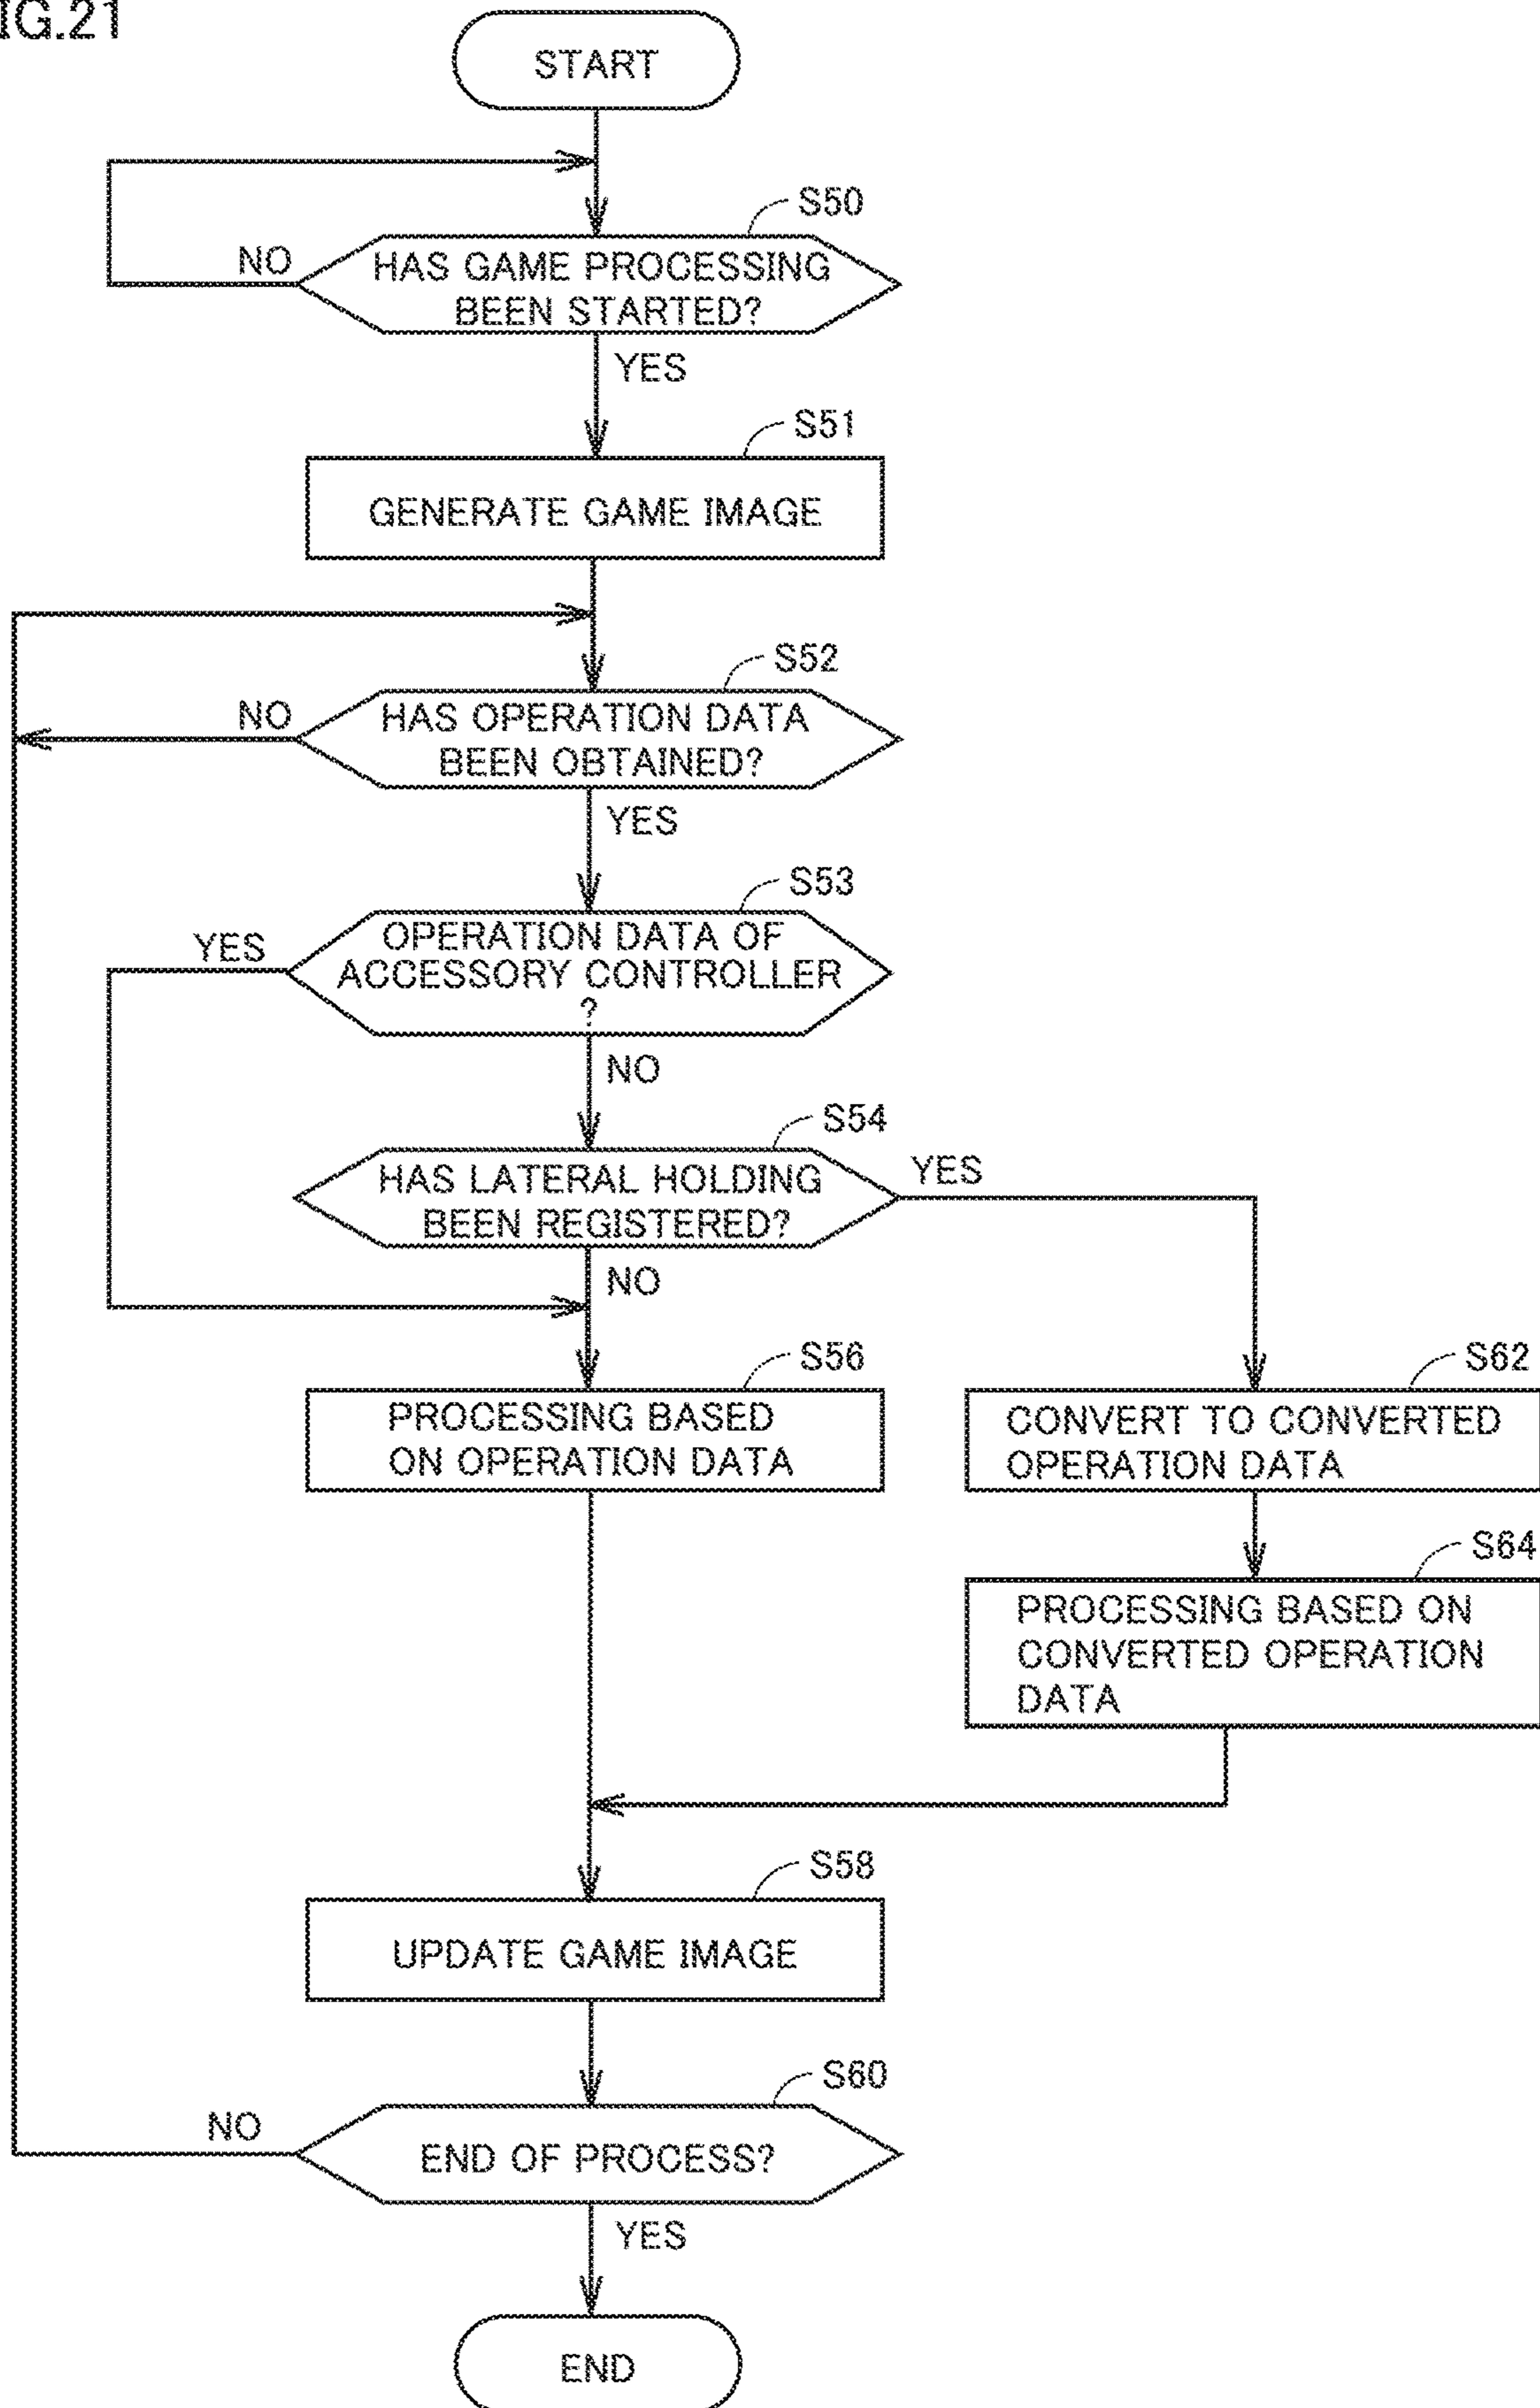 IG.21
START
S50
NO
HAS GAME PROCESSING
BEEN STARTED?
YES
S51
GENERATE GAME IMAGE
S52
NO
HAS OPERATION DATA
BEEN OBTAINED?
YES
S53
YES
OPERATION DATA OF
ACCESSORY CONTROLLER
?
NO
S54
HAS LATERAL HOLDING
BEEN REGISTERED?
YES
NO
S56
PROCESSING BASED
ON OPERATION DATA
S62
CONVERT TO CONVERTED
OPERATION DATA
S64
PROCESSING BASED ON
CONVERTED OPERATION
DATA
S58
UPDATE GAME IMAGE
S60
NO
END OF PROCESS?
YES
END